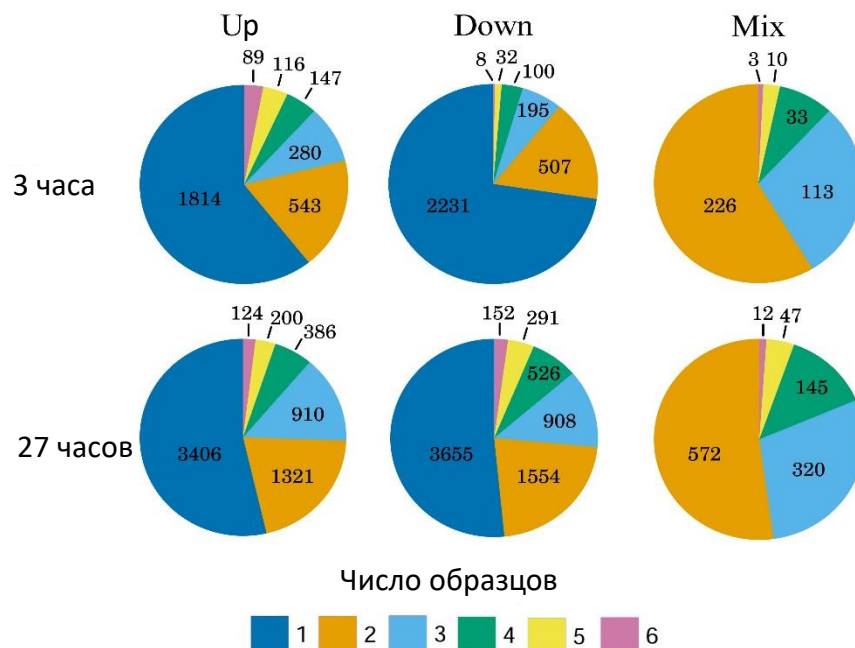 Up Down Mix
3 часа
89 116 147 280 543 1814
8 32 100 195 507 2231
3 10 33 113 226
27 часов
124 200 386 910 1321 3406
152 291 526 908 1554 3655
12 47 145 320 572
Число образцов
1 2 3 4 5 6